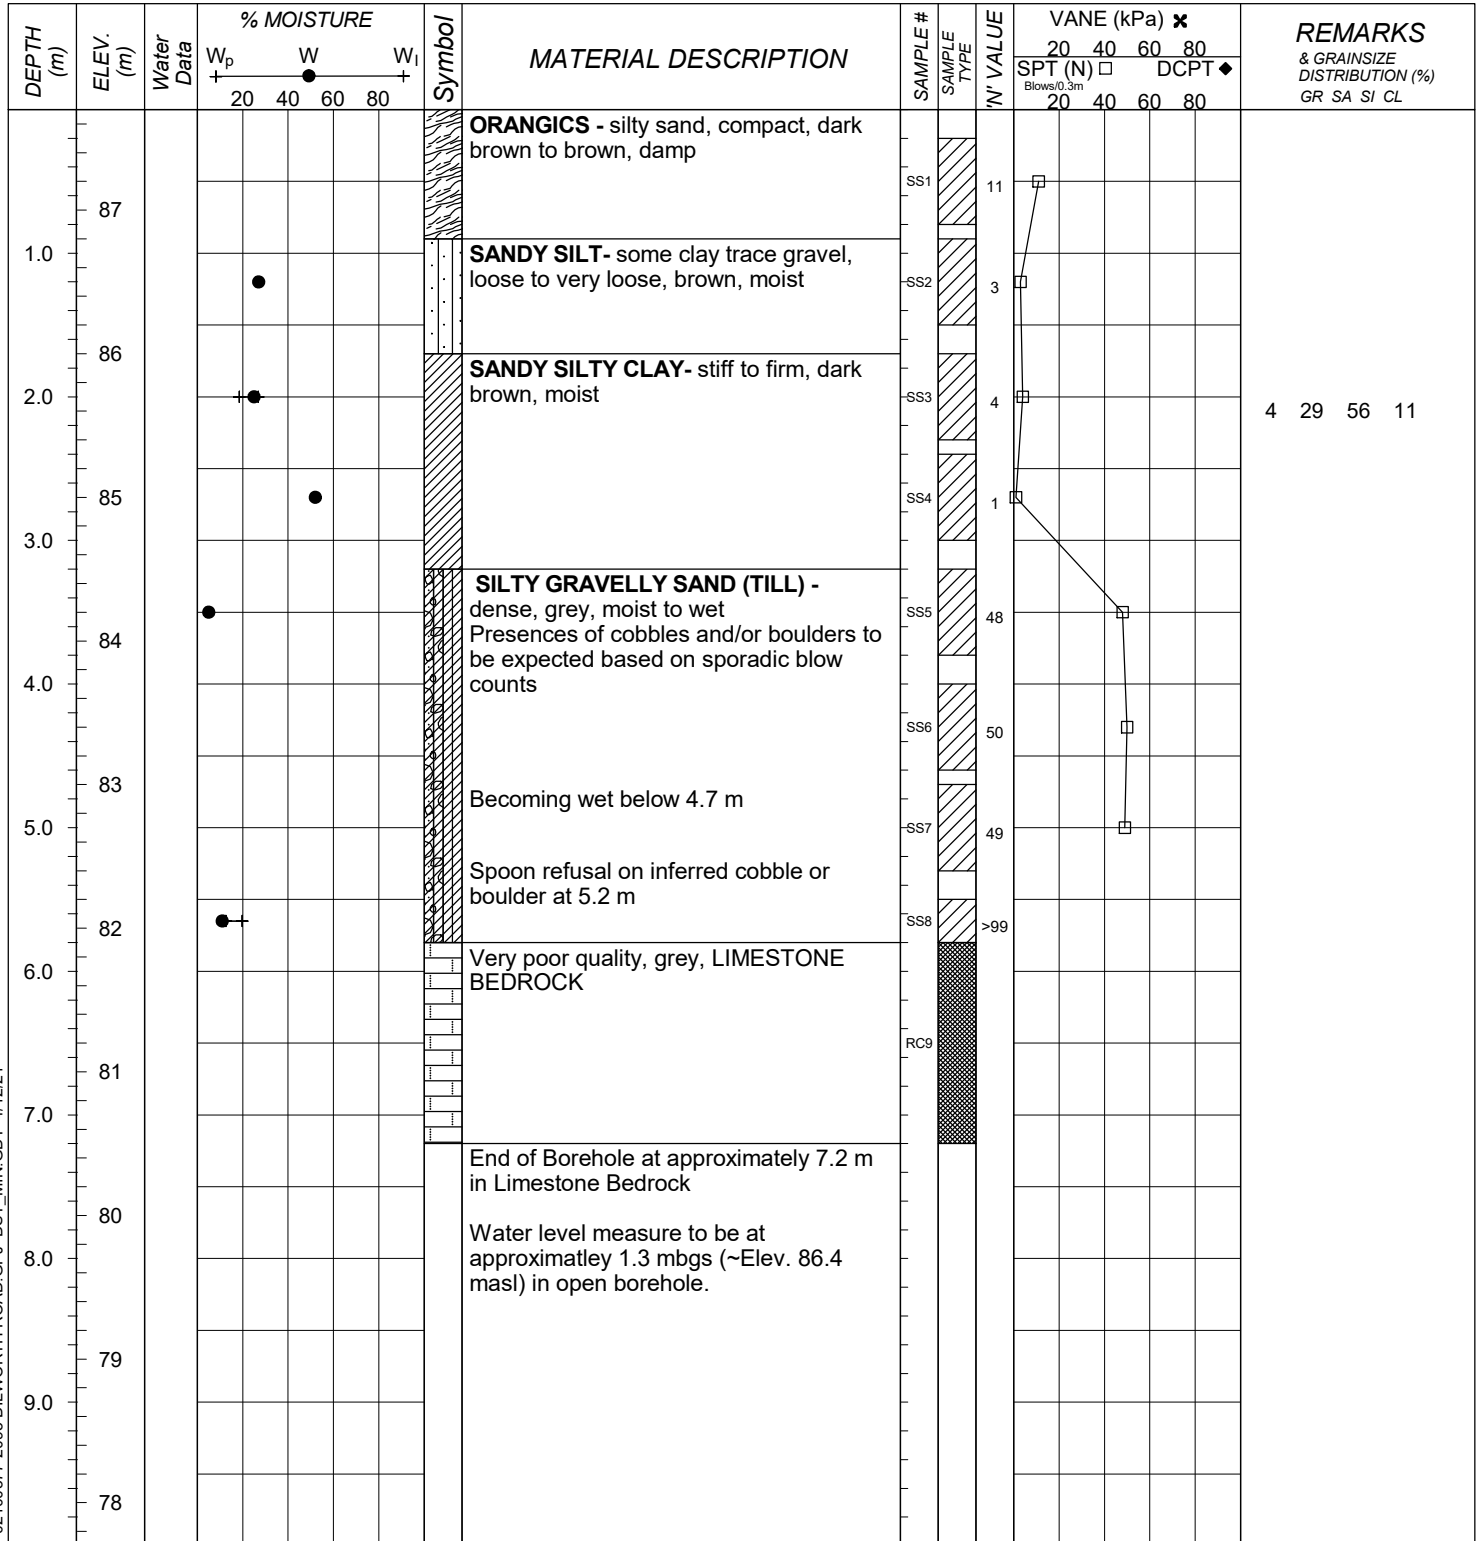 DEPTH (m)
ELEV. (m)
Water Data
% MOISTURE
Wp W Wl
20 40 60 80
Symbol
MATERIAL DESCRIPTION
SAMPLE #
SAMPLE TYPE
'N' VALUE
VANE (kPa) ✖
20 40 60 80
SPT (N) □ DCPT ◆
Blows/0.3m
20 40 60 80
REMARKS
& GRAINSIZE
DISTRIBUTION (%)
GR SA SI CL
ORANGICS - silty sand, compact, dark
brown to brown, damp
SS1 11
87
1.0
SANDY SILT- some clay trace gravel,
loose to very loose, brown, moist
SS2 3
86
SANDY SILTY CLAY- stiff to firm, dark
brown, moist
2.0
SS3 4
4 29 56 11
85
SS4 1
3.0
SILTY GRAVELLY SAND (TILL) -
dense, grey, moist to wet
Presences of cobbles and/or boulders to
be expected based on sporadic blow
counts
SS5 48
84
4.0
SS6 50
83
Becoming wet below 4.7 m
5.0
SS7 49
Spoon refusal on inferred cobble or
boulder at 5.2 m
SS8 >99
82
Very poor quality, grey, LIMESTONE
BEDROCK
6.0
RC9
81
7.0
End of Borehole at approximately 7.2 m
in Limestone Bedrock
80
Water level measure to be at
approximatley 1.3 mbgs (~Elev. 86.4
masl) in open borehole.
8.0
79
9.0
78